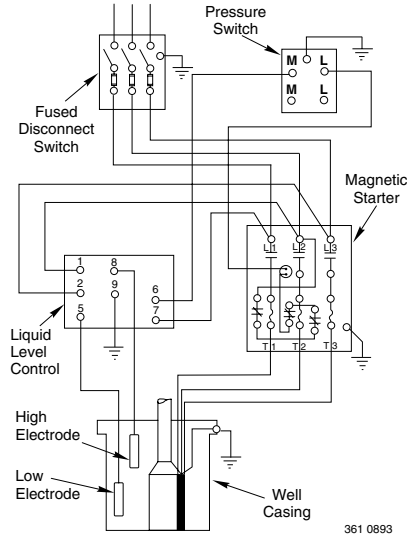 Pressure
Switch
M L
M L
Fused
Disconnect
Switch
Magnetic
Starter
L1 L2 L3
1 8
2 9
6
5 7
Liquid
Level
Control
T1 T2 T3
High
Electrode
Low
Electrode
Well
Casing
361 0893